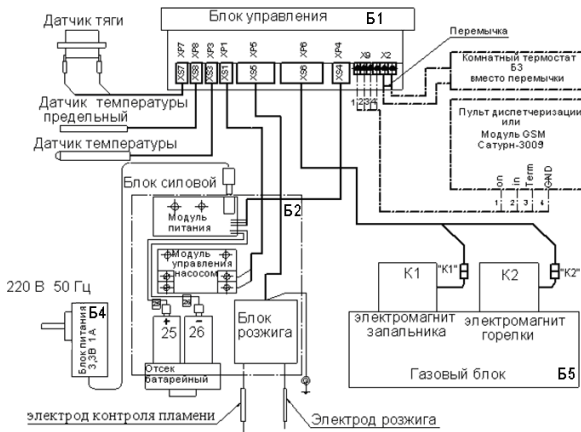 Датчик тяги
Блок управления
Б1
XP7
XP8
XP3
XP1
XP5
XP6
XP4
X9
X2
XS7
XS8
XS3
XS1
XS5
XS6
XS4
1 2 3 4
Перемычка
Комнатный термостат
Б3
вместо перемычки
Датчик температуры
предельный
Датчик температуры
Пульт диспетчеризации
или
Модуль GSM
Сатурн-3009
on
in
Term
GND
1 2 3 4
Блок силовой
Б2
Модуль
питания
Модуль
управления
насосом
220 В 50 Гц
Б4
Блок питания
3,3В 1А
+
−
25
26
Отсек
батарейный
Блок
розжига
К1
"К1"
К2
"К2"
электромагнит
запальника
электромагнит
горелки
Газовый блок
Б5
электрод контроля пламени
Электрод розжига